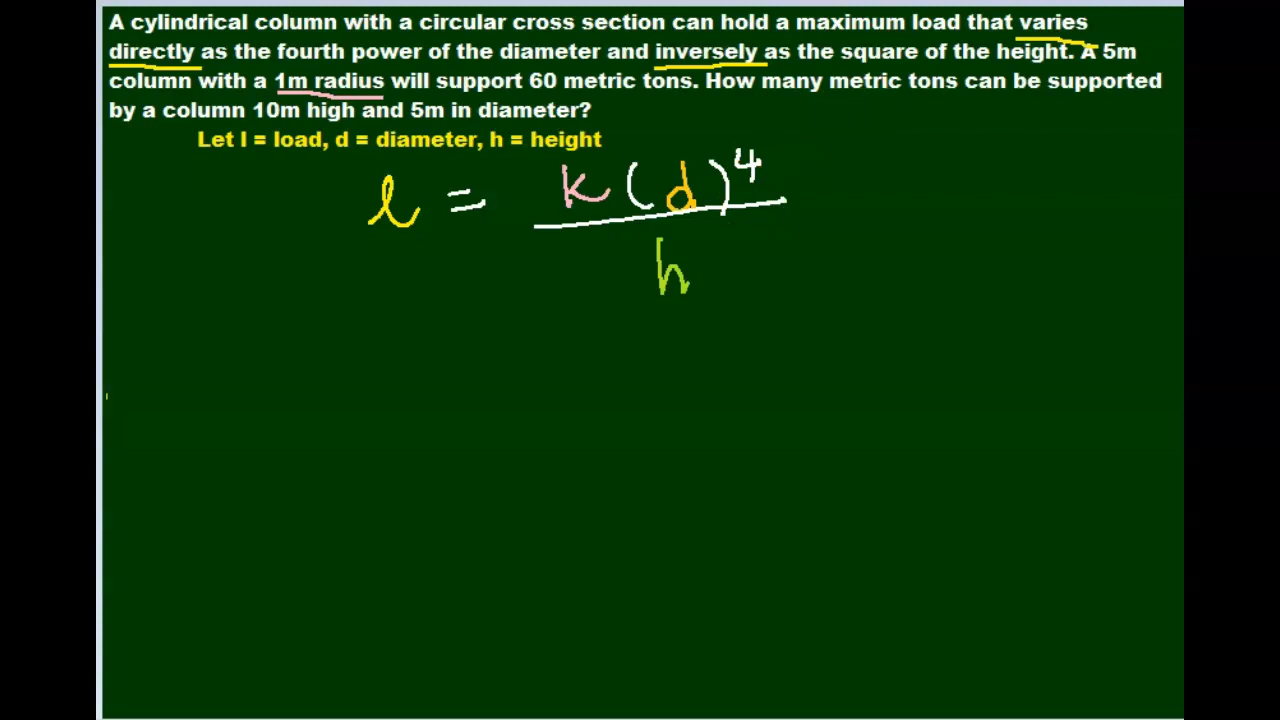 A cylindrical column with a circular cross section can hold a maximum load that varies
directly as the fourth power of the diameter and inversely as the square of the height. A 5m
column with a 1m radius will support 60 metric tons. How many metric tons can be supported
by a column 10m high and 5m in diameter?
Let l = load, d = diameter, h = height
l = k(d)⁴
h